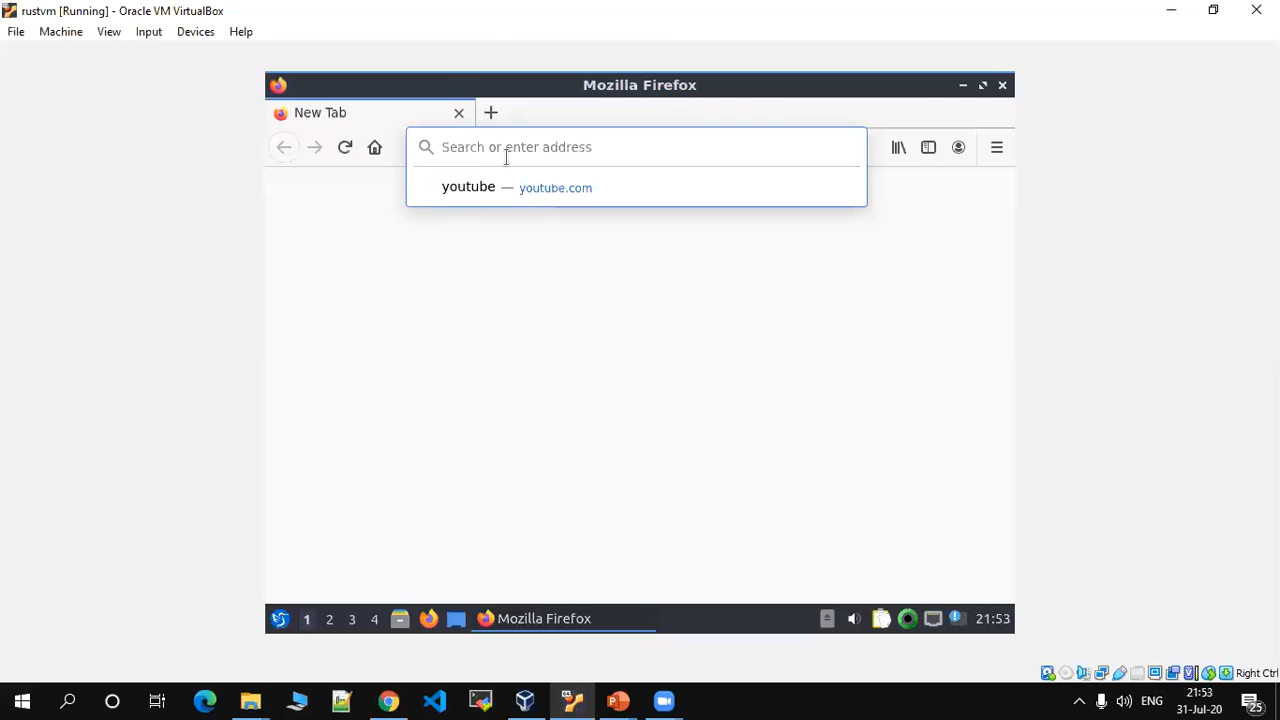 rustvm [Running] - Oracle VM VirtualBox
File Machine View Input Devices Help
Mozilla Firefox
New Tab
Search or enter address
youtube — youtube.com
1 2 3 4 Mozilla Firefox 21:53
Right Ctrl
ENG 21:53
31-Jul-20 25